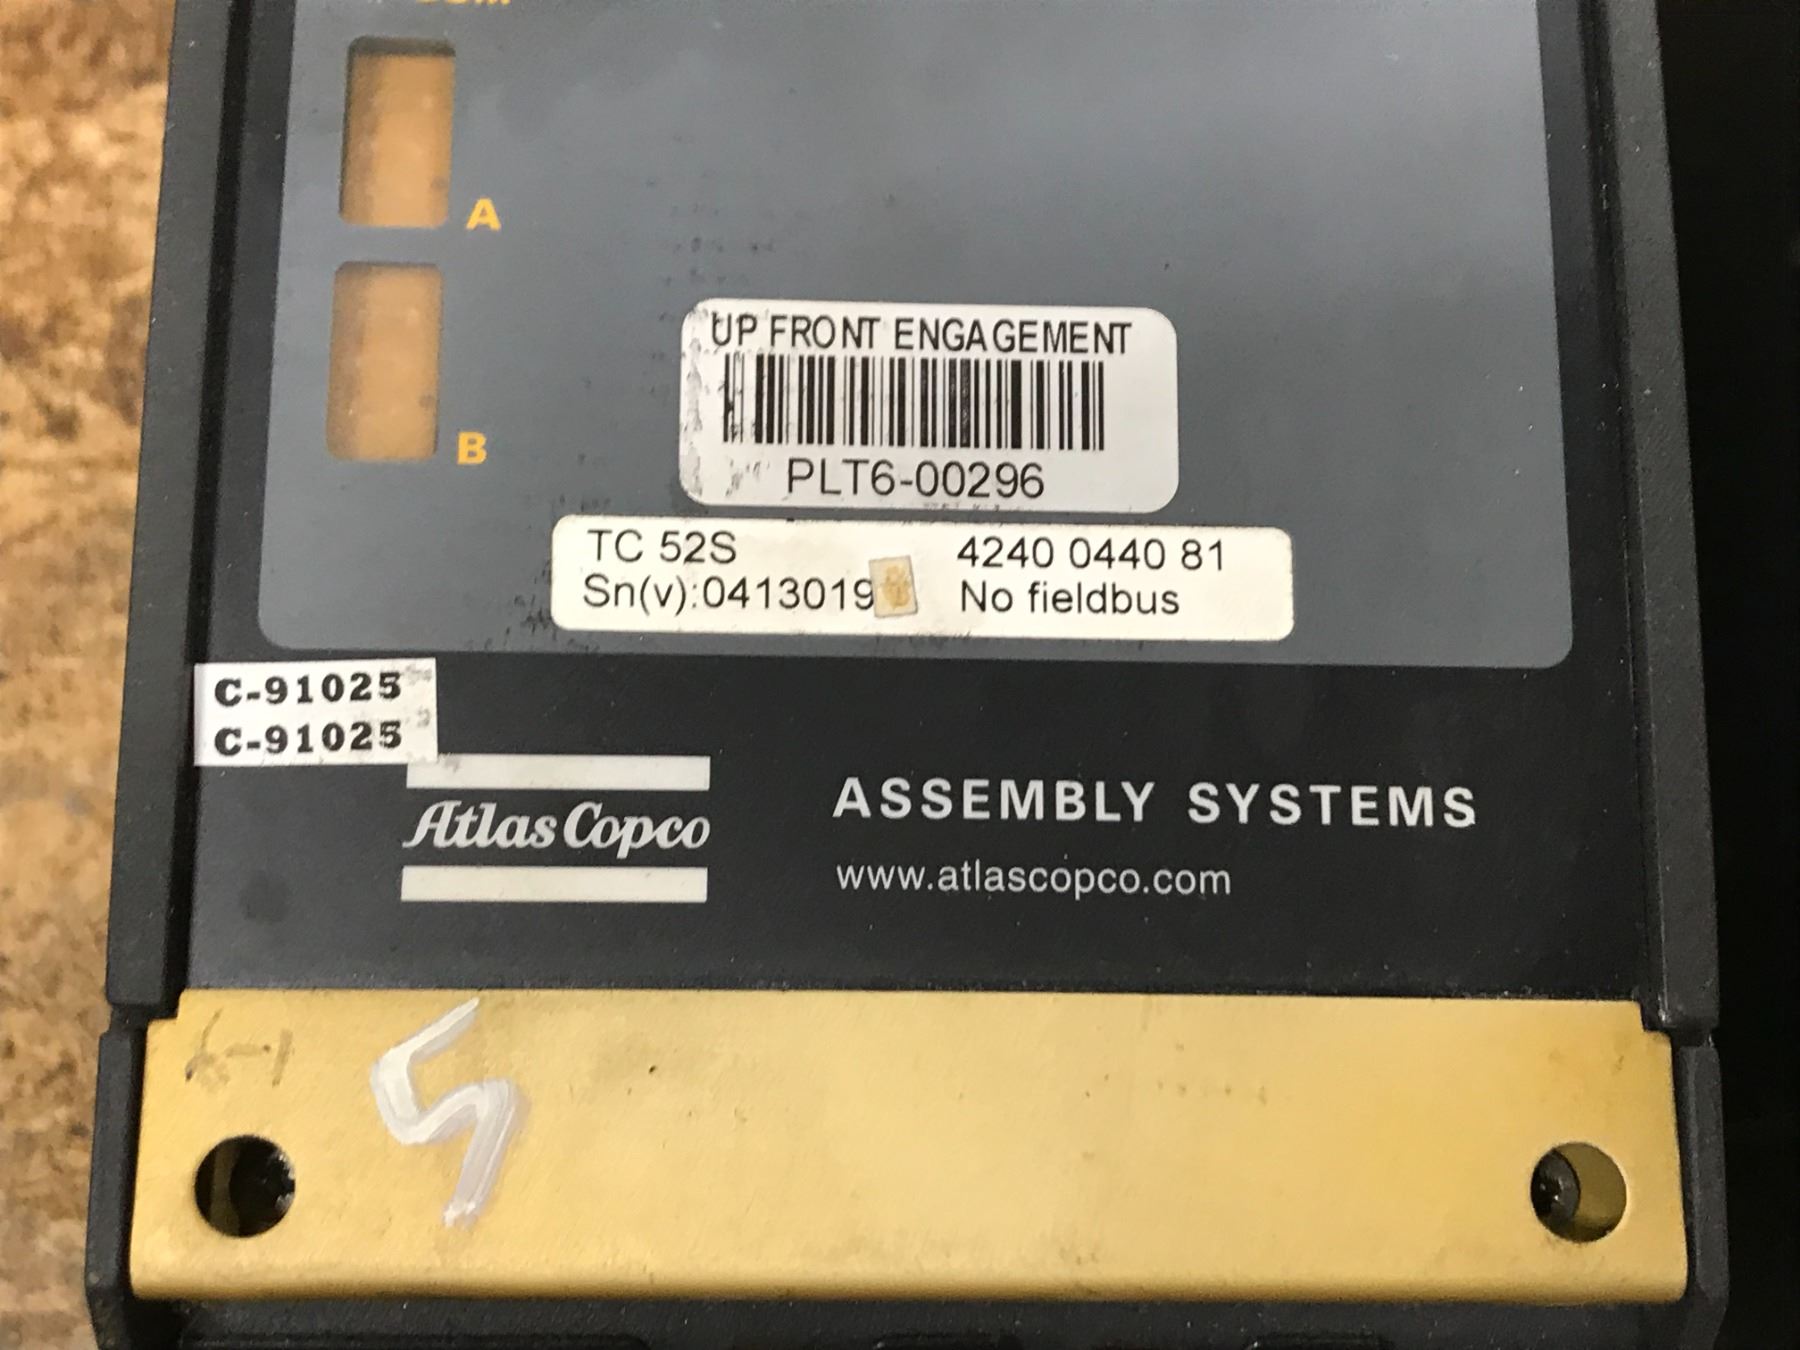 A
B
UP FRONT ENGAGEMENT
PLT6-00296
TC 52S 4240 0440 81
Sn(v):0413019 No fieldbus
C-91025
C-91025
Atlas Copco
ASSEMBLY SYSTEMS
www.atlascopco.com
5